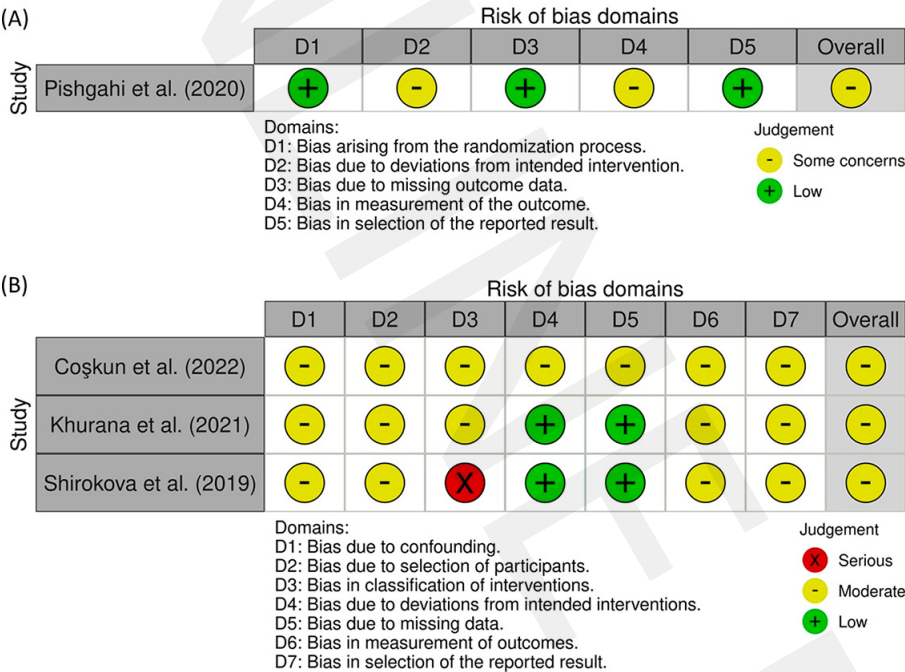 (A)
Risk of bias domains
D1 D2 D3 D4 D5 Overall
Study
Pishgahi et al. (2020) + - + - + -
Domains:
D1: Bias arising from the randomization process.
D2: Bias due to deviations from intended intervention.
D3: Bias due to missing outcome data.
D4: Bias in measurement of the outcome.
D5: Bias in selection of the reported result.
Judgement
- Some concerns
+ Low
(B)
Risk of bias domains
D1 D2 D3 D4 D5 D6 D7 Overall
Study
Coşkun et al. (2022) - - - - - - - -
Khurana et al. (2021) - - - + + - - -
Shirokova et al. (2019) - - X + + - - -
Domains:
D1: Bias due to confounding.
D2: Bias due to selection of participants.
D3: Bias in classification of interventions.
D4: Bias due to deviations from intended interventions.
D5: Bias due to missing data.
D6: Bias in measurement of outcomes.
D7: Bias in selection of the reported result.
Judgement
X Serious
- Moderate
+ Low